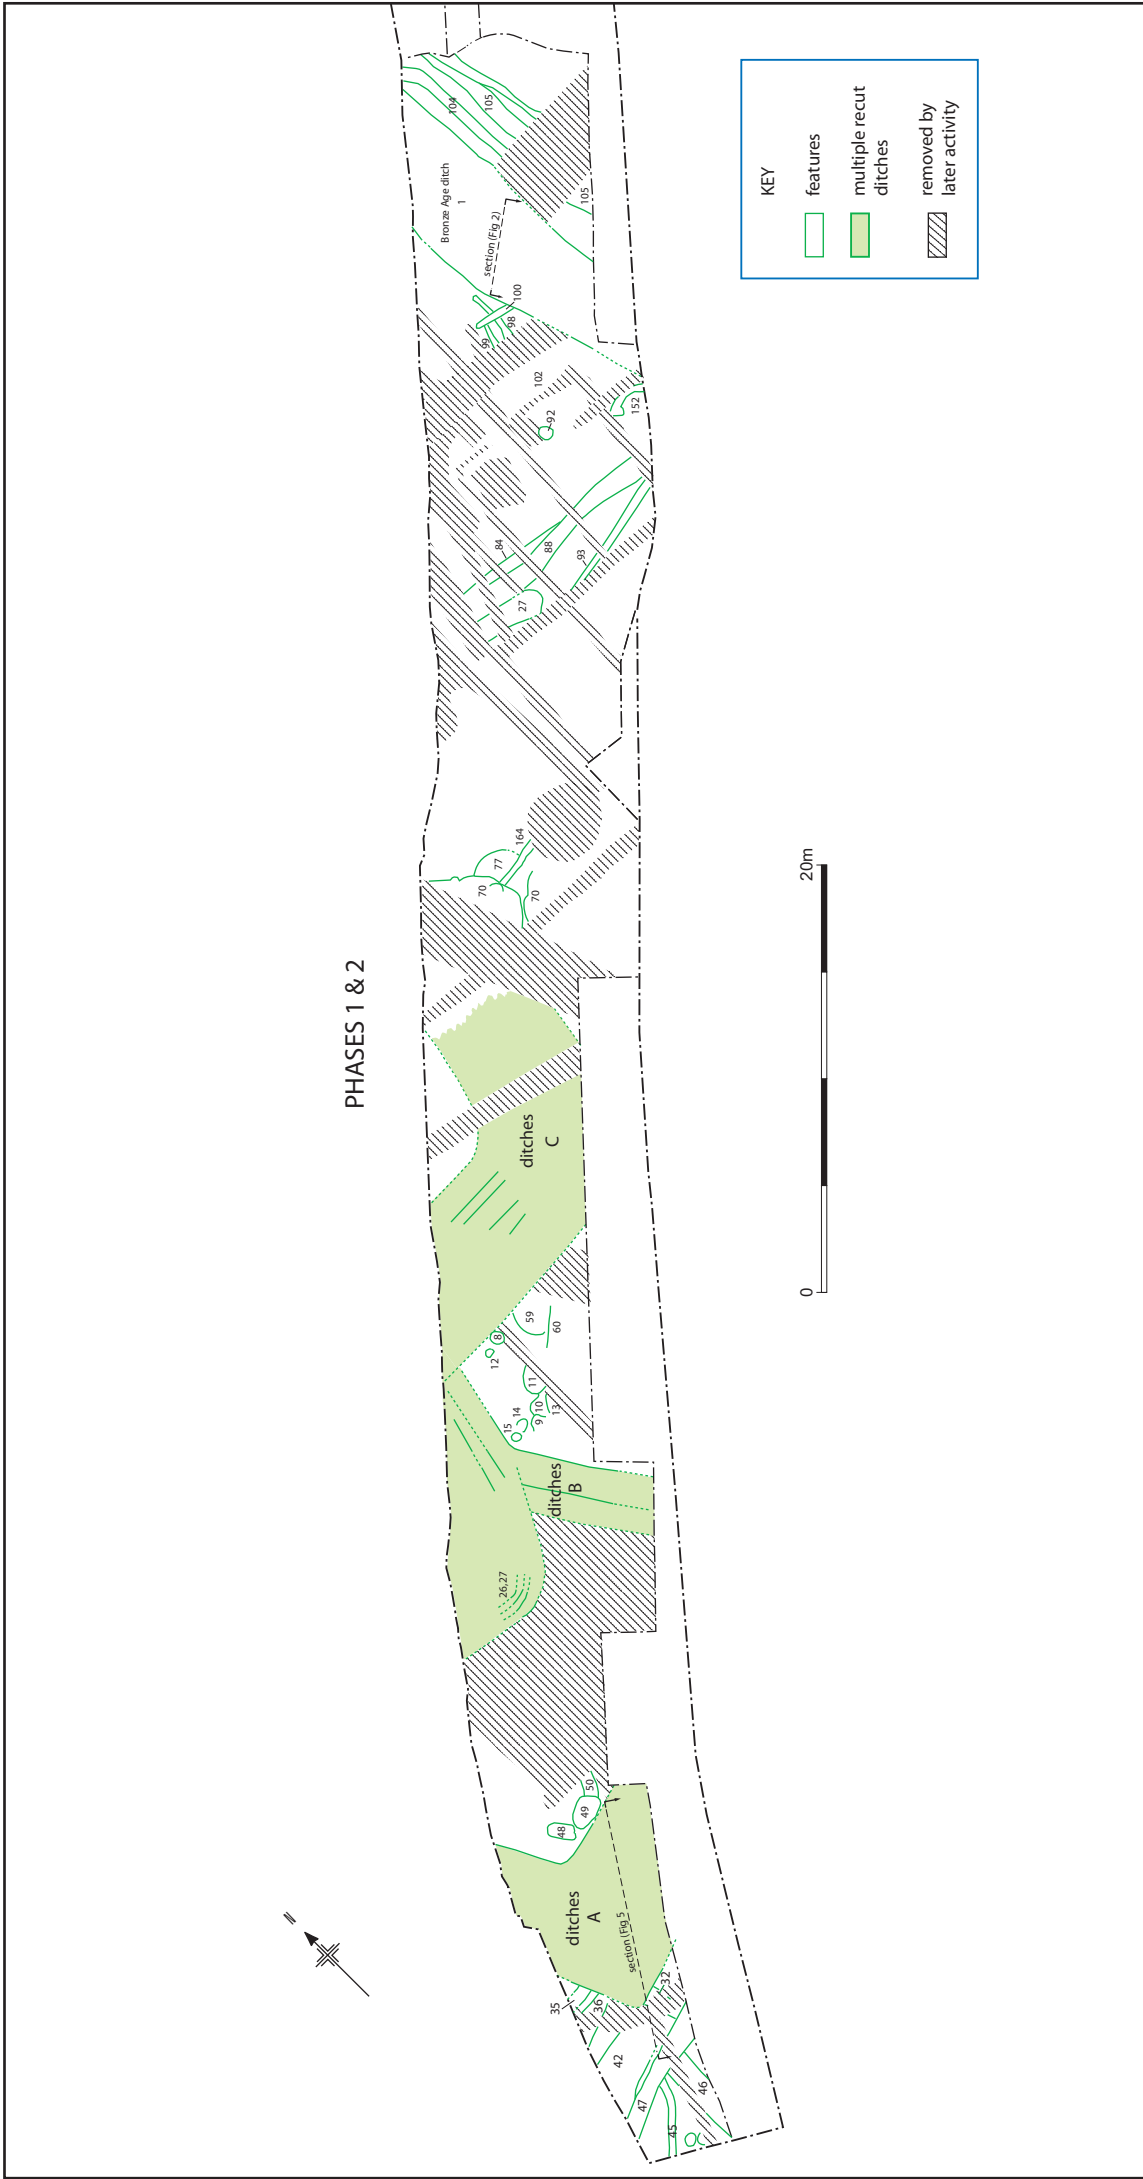 PHASES 1 & 2
KEY
features
multiple recut
ditches
removed by
later activity
N
0
20m
104
105
Bronze Age ditch
1
105
section (Fig 2)
100
98
99
102
92
152
84
88
93
27
164
77
70
70
ditches
C
59
60
8
12
11
10
9
13
14
15
ditches
B
26,27
50
49
48
ditches
A
section (Fig 5
35
36
32
42
47
46
45